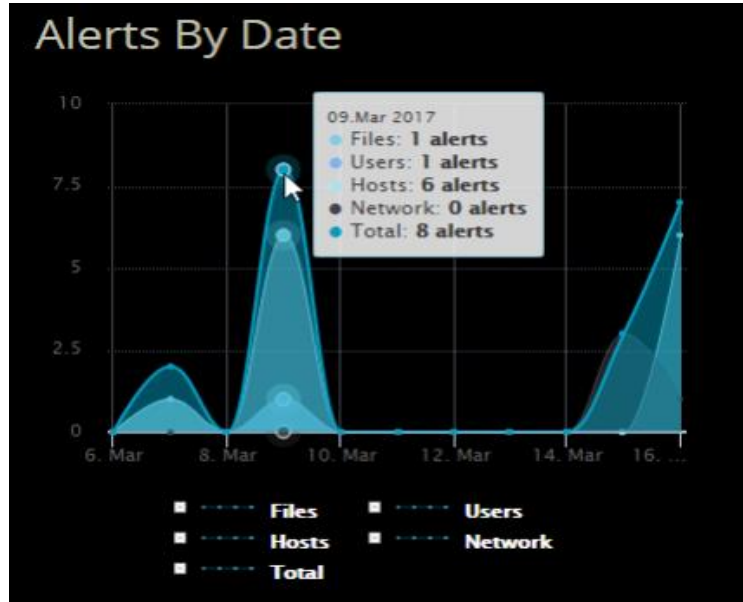 Alerts By Date
10
7.5
5
2.5
0
09.Mar 2017
Files: 1 alerts
Users: 1 alerts
Hosts: 6 alerts
Network: 0 alerts
Total: 8 alerts
6. Mar 8. Mar 10. Mar 12. Mar 14. Mar 16. ...
Files Users
Hosts Network
Total